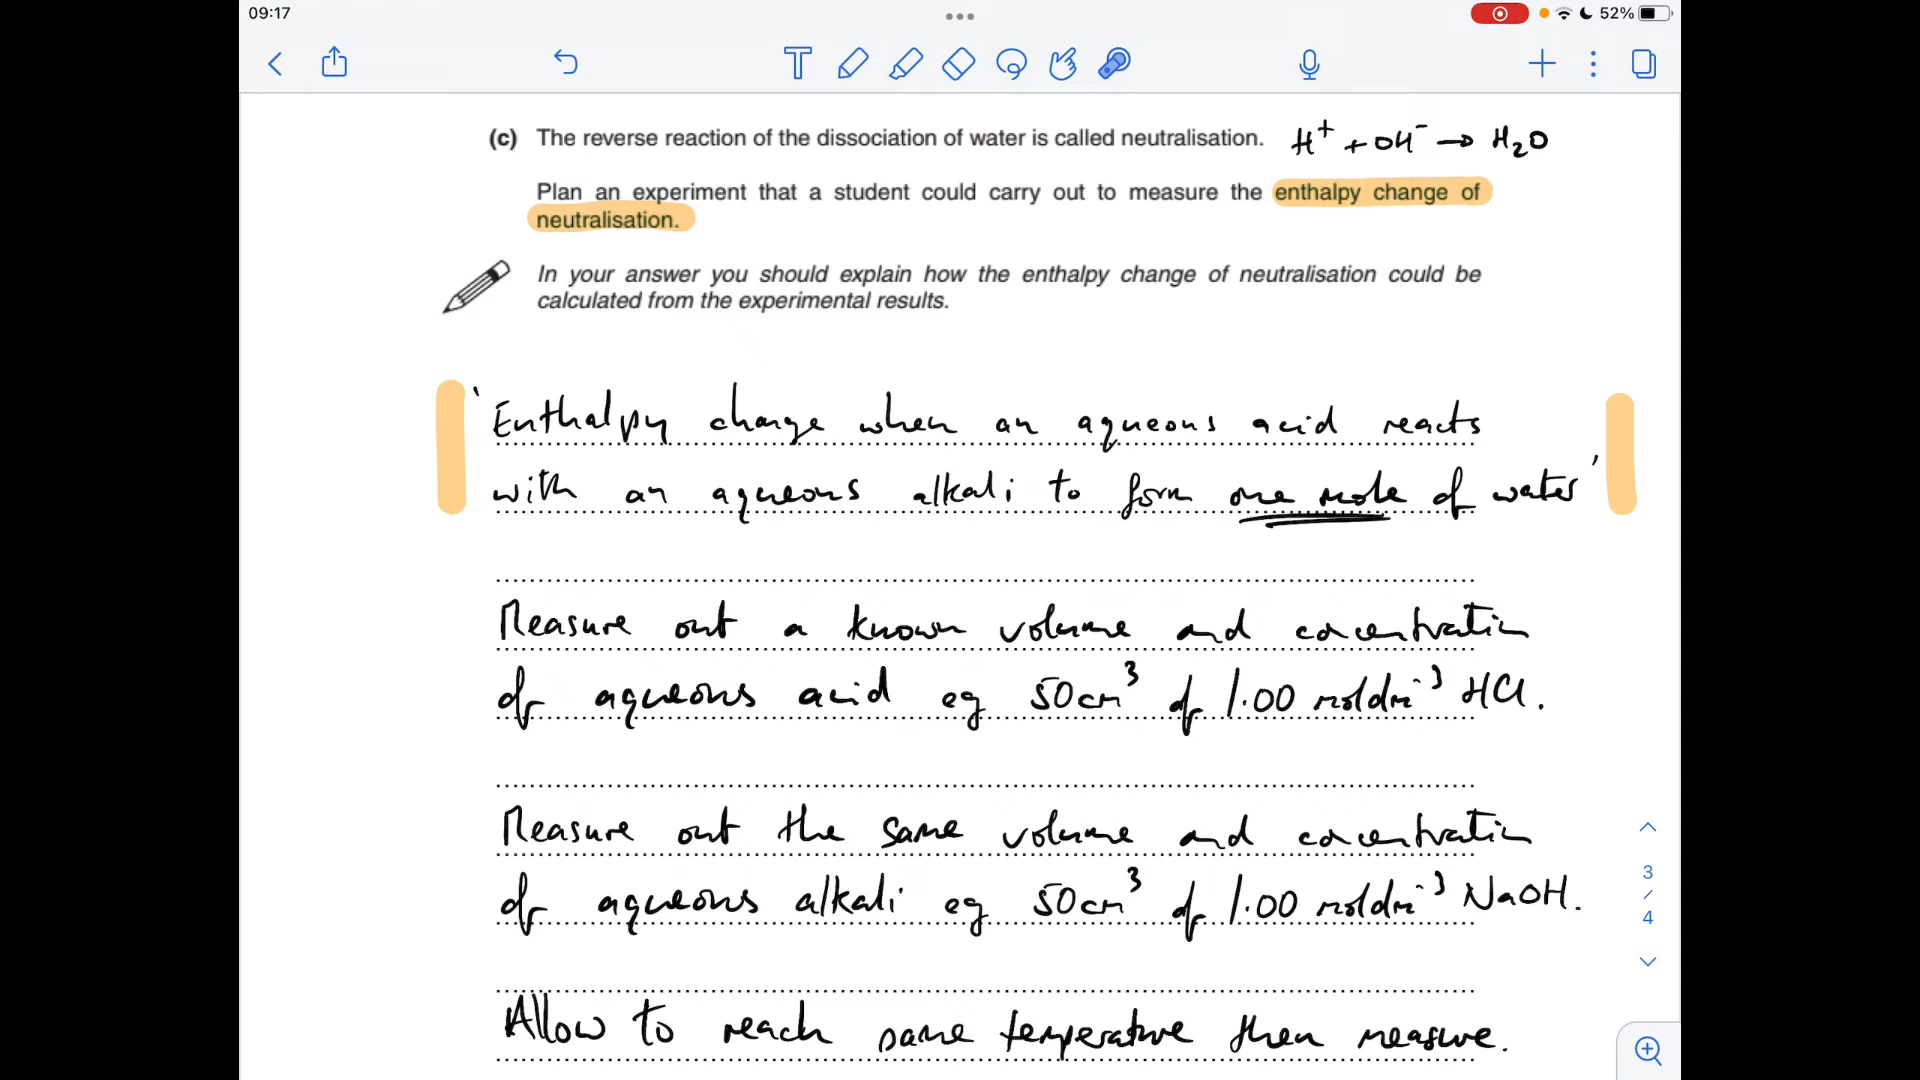 09:17
52%
(c) The reverse reaction of the dissociation of water is called neutralisation. H⁺ + OH⁻ → H₂O
Plan an experiment that a student could carry out to measure the enthalpy change of
neutralisation.
In your answer you should explain how the enthalpy change of neutralisation could be
calculated from the experimental results.
'Enthalpy change when an aqueous acid reacts
with an aqueous alkali to form one mole of water'
Measure out a known volume and concentration
of aqueous acid eg 50cm³ of 1.00 moldm⁻³ HCl.
Measure out the same volume and concentration
of aqueous alkali eg 50cm³ of 1.00 moldm⁻³ NaOH.
Allow to reach same temperature then measure.
3
/
4